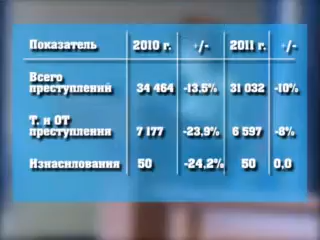 Показатель 2010 г. +/- 2011 г. +/-
Всего
преступлений 34 464 -13,5% 31 032 -10%
Т. и ОТ
преступления 7 177 -23,9% 6 597 -8%
Изнасилования 50 -24,2% 50 0,0